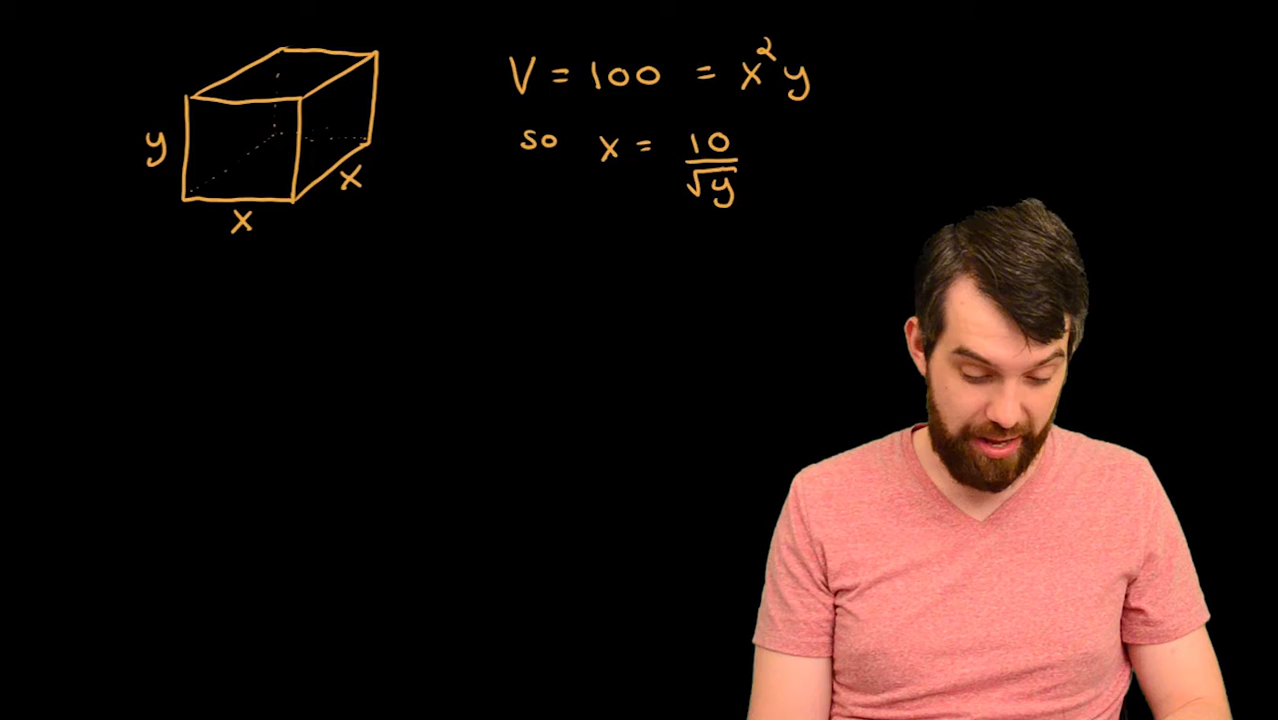 V = 100 = x²y
so x = 10/√y
y
x
x